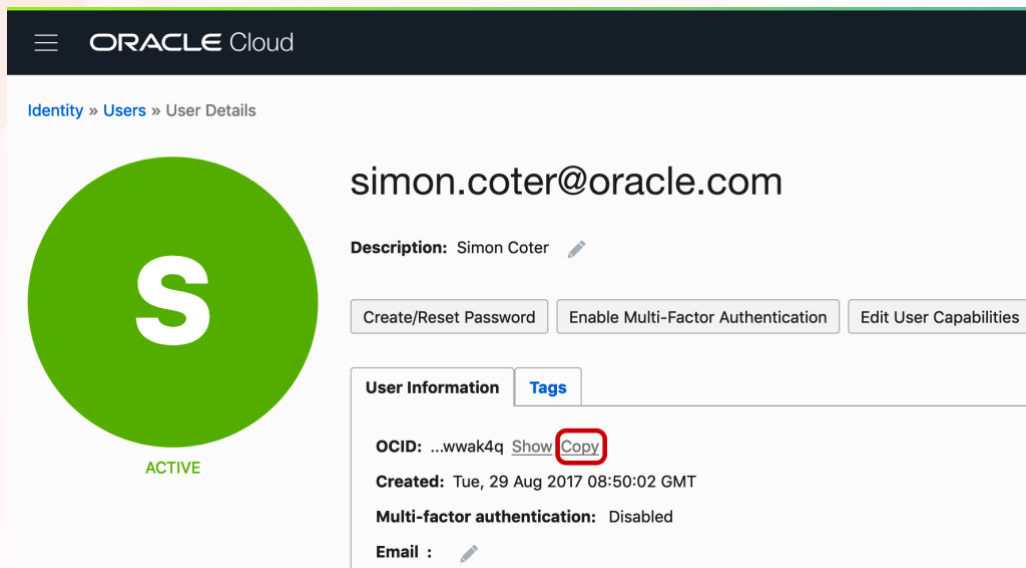 ORACLE Cloud
Identity » Users » User Details
simon.coter@oracle.com
Description: Simon Coter
S
Create/Reset Password Enable Multi-Factor Authentication Edit User Capabilities
User Information Tags
OCID: ...wwak4q Show Copy
ACTIVE
Created: Tue, 29 Aug 2017 08:50:02 GMT
Multi-factor authentication: Disabled
Email :